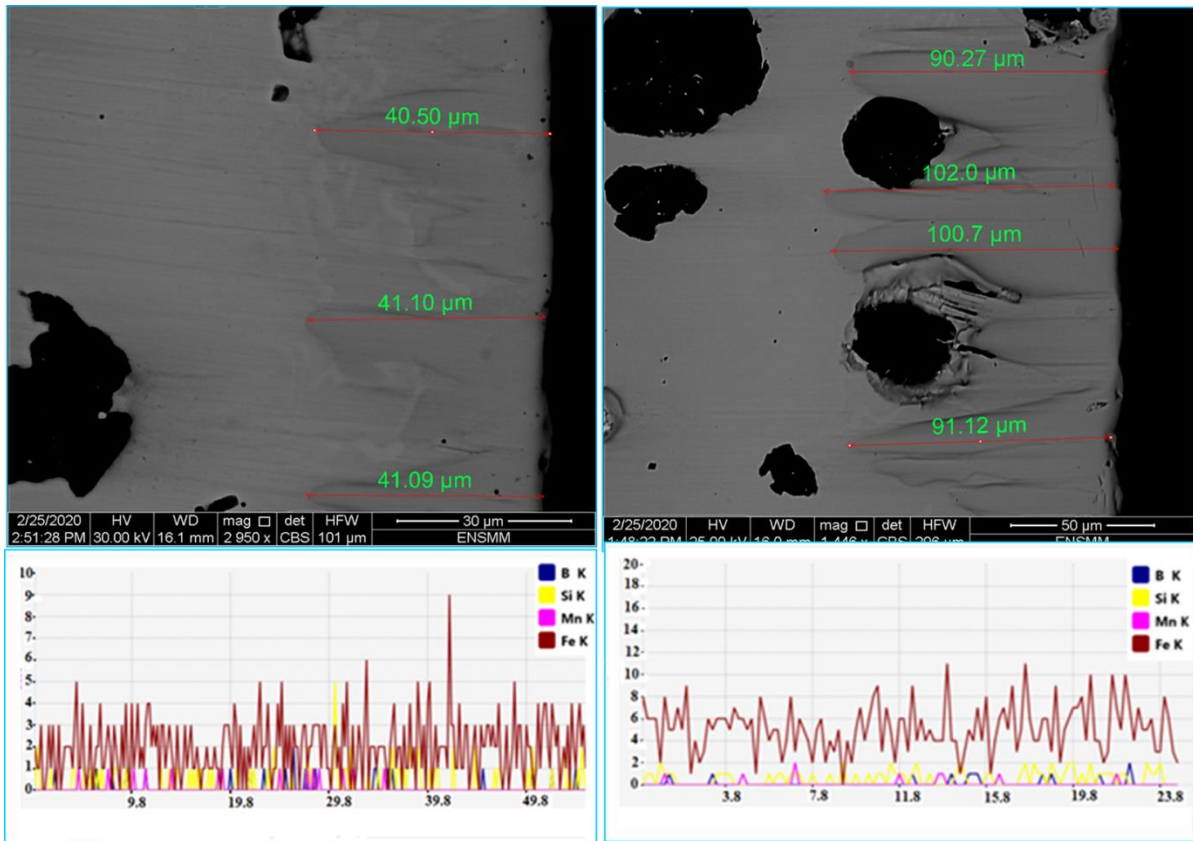 40.50 µm
41.10 µm
41.09 µm
2/25/2020 HV WD mag det HFW 30 µm
2:51:28 PM 30.00 kV 16.1 mm 2 950 x CBS 101 µm ENSMM
90.27 µm
102.0 µm
100.7 µm
91.12 µm
2/25/2020 HV WD mag det HFW 50 µm
CBS
10
9
8
7
6
5
4
3
2
1
0
9.8 19.8 29.8 39.8 49.8
B K
Si K
Mn K
Fe K
20
18
16
14
12
10
8
6
4
2
0
3.8 7.8 11.8 15.8 19.8 23.8
B K
Si K
Mn K
Fe K